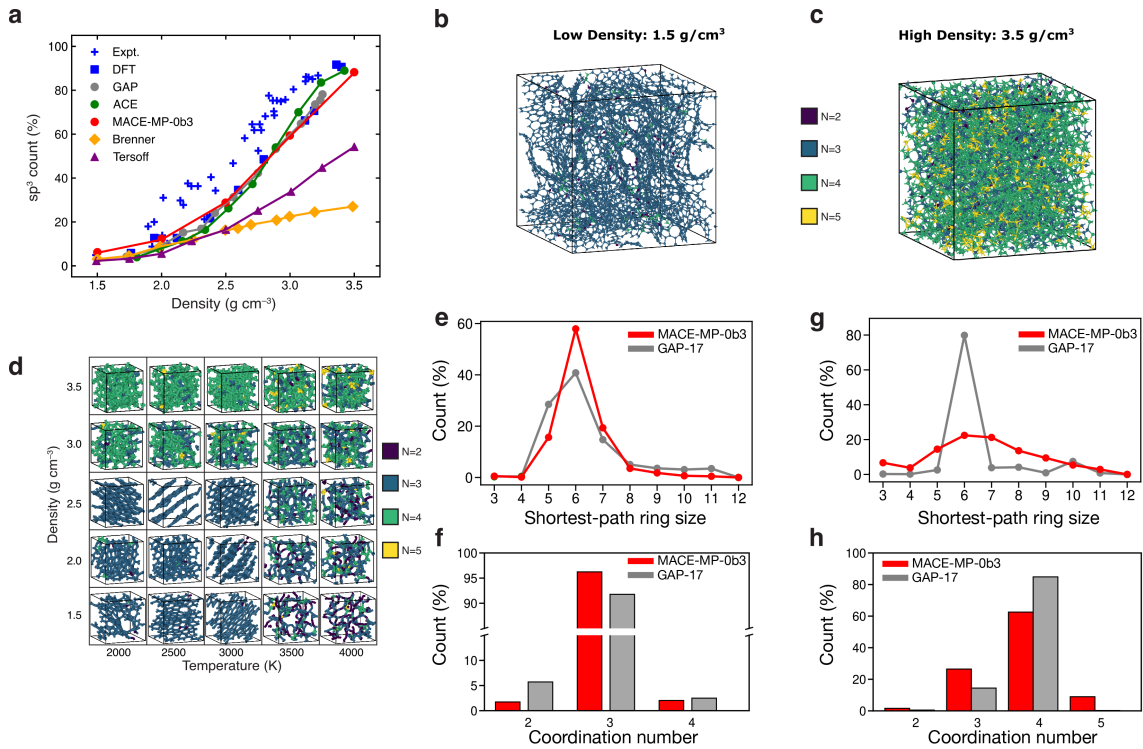 a
100
80
60
40
20
0
sp³ count (%)
Expt.
DFT
GAP
ACE
MACE-MP-0b3
Brenner
Tersoff
1.5 2.0 2.5 3.0 3.5
Density (g cm⁻³)
b
Low Density: 1.5 g/cm³
c
High Density: 3.5 g/cm³
N=2
N=3
N=4
N=5
d
3.5
3.0
2.5
2.0
1.5
Density (g cm⁻³)
2000 2500 3000 3500 4000
Temperature (K)
N=2
N=3
N=4
N=5
e
60
40
20
0
Count (%)
MACE-MP-0b3
GAP-17
3 4 5 6 7 8 9 10 11 12
Shortest-path ring size
f
100
95
90
10
5
0
Count (%)
MACE-MP-0b3
GAP-17
2 3 4
Coordination number
g
80
60
40
20
0
Count (%)
MACE-MP-0b3
GAP-17
3 4 5 6 7 8 9 10 11 12
Shortest-path ring size
h
100
80
60
40
20
0
Count (%)
MACE-MP-0b3
GAP-17
2 3 4 5
Coordination number